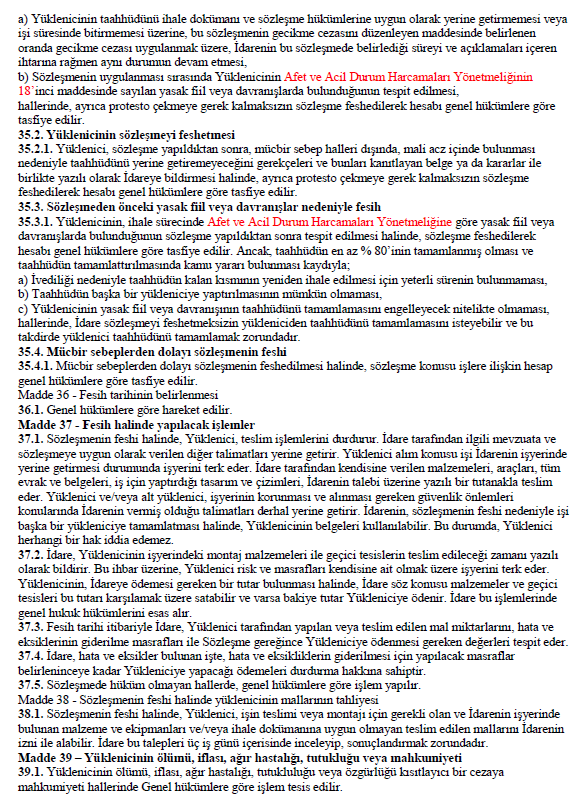 a) Yüklenicinin taahhüdünü ihale dokümanı ve sözleşme hükümlerine uygun olarak yerine getirmemesi veya
işi süresinde bitirmemesi üzerine, bu sözleşmenin gecikme cezasını düzenleyen maddesinde belirlenen
oranda gecikme cezası uygulanmak üzere, İdarenin bu sözleşmede belirlediği süreyi ve açıklamaları içeren
ihtarına rağmen aynı durumun devam etmesi,
b) Sözleşmenin uygulanması sırasında Yüklenicinin Afet ve Acil Durum Harcamaları Yönetmeliğinin
18’inci maddesinde sayılan yasak fiil veya davranışlarda bulunduğunun tespit edilmesi,
hallerinde, ayrıca protesto çekmeye gerek kalmaksızın sözleşme feshedilerek hesabı genel hükümlere göre
tasfiye edilir.
35.2. Yüklenicinin sözleşmeyi feshetmesi
35.2.1. Yüklenici, sözleşme yapıldıktan sonra, mücbir sebep halleri dışında, mali acz içinde bulunması
nedeniyle taahhüdünü yerine getiremeyeceğini gerekçeleri ve bunları kanıtlayan belge ya da kararlar ile
birlikte yazılı olarak İdareye bildirmesi halinde, ayrıca protesto çekmeye gerek kalmaksızın sözleşme
feshedilerek hesabı genel hükümlere göre tasfiye edilir.
35.3. Sözleşmeden önceki yasak fiil veya davranışlar nedeniyle fesih
35.3.1. Yüklenicinin, ihale sürecinde Afet ve Acil Durum Harcamaları Yönetmeliğine göre yasak fiil veya
davranışlarda bulunduğunun sözleşme yapıldıktan sonra tespit edilmesi halinde, sözleşme feshedilerek
hesabı genel hükümlere göre tasfiye edilir. Ancak, taahhüdün en az % 80’inin tamamlanmış olması ve
taahhüdün tamamlattırılmasında kamu yararı bulunması kaydıyla;
a) İvediliği nedeniyle taahhüdün kalan kısmının yeniden ihale edilmesi için yeterli sürenin bulunmaması,
b) Taahhüdün başka bir yükleniciye yaptırılmasının mümkün olmaması,
c) Yüklenicinin yasak fiil veya davranışının taahhüdünü tamamlamasını engelleyecek nitelikte olmaması,
hallerinde, İdare sözleşmeyi feshetmeksizin yükleniciden taahhüdünü tamamlamasını isteyebilir ve bu
takdirde yüklenici taahhüdünü tamamlamak zorundadır.
35.4. Mücbir sebeplerden dolayı sözleşmenin feshi
35.4.1. Mücbir sebeplerden dolayı sözleşmenin feshedilmesi halinde, sözleşme konusu işlere ilişkin hesap
genel hükümlere göre tasfiye edilir.
Madde 36 - Fesih tarihinin belirlenmesi
36.1. Genel hükümlere göre hareket edilir.
Madde 37 - Fesih halinde yapılacak işlemler
37.1. Sözleşmenin feshi halinde, Yüklenici, teslim işlemlerini durdurur. İdare tarafından ilgili mevzuata ve
sözleşmeye uygun olarak verilen diğer talimatları yerine getirir. Yüklenici alım konusu işi İdarenin işyerinde
yerine getirmesi durumunda işyerini terk eder. İdare tarafından kendisine verilen malzemeleri, araçları, tüm
evrak ve belgeleri, iş için yaptırdığı tasarım ve çizimleri, İdarenin talebi üzerine yazılı bir tutanakla teslim
eder. Yüklenici ve/veya alt yüklenici, işyerinin korunması ve alınması gereken güvenlik önlemleri
konularında İdarenin vermiş olduğu talimatları derhal yerine getirir. İdarenin, sözleşmenin feshi nedeniyle işi
başka bir yükleniciye tamamlatması halinde, Yüklenicinin belgeleri kullanılabilir. Bu durumda, Yüklenici
herhangi bir hak iddia edemez.
37.2. İdare, Yüklenicinin işyerindeki montaj malzemeleri ile geçici tesislerin teslim edileceği zamanı yazılı
olarak bildirir. Bu ihbar üzerine, Yüklenici risk ve masrafları kendisine ait olmak üzere işyerini terk eder.
Yüklenicinin, İdareye ödemesi gereken bir tutar bulunması halinde, İdare söz konusu malzemeler ve geçici
tesisleri bu tutarı karşılamak üzere satabilir ve varsa bakiye tutar Yükleniciye ödenir. İdare bu işlemlerinde
genel hukuk hükümlerini esas alır.
37.3. Fesih tarihi itibariyle İdare, Yüklenici tarafından yapılan veya teslim edilen mal miktarlarını, hata ve
eksiklerinin giderilme masrafları ile Sözleşme gereğince Yükleniciye ödenmesi gereken değerleri tespit eder.
37.4. İdare, hata ve eksikler bulunan işte, hata ve eksikliklerin giderilmesi için yapılacak masraflar
belirleninceye kadar Yükleniciye yapacağı ödemeleri durdurma hakkına sahiptir.
37.5. Sözleşmede hüküm olmayan hallerde, genel hükümlere göre işlem yapılır.
Madde 38 - Sözleşmenin feshi halinde yüklenicinin mallarının tahliyesi
38.1. Sözleşmenin feshi halinde, Yüklenici, işin teslimi veya montajı için gerekli olan ve İdarenin işyerinde
bulunan malzeme ve ekipmanları ve/veya ihale dokümanına uygun olmayan teslim edilen mallarını İdarenin
izni ile alabilir. İdare bu talepleri üç iş günü içerisinde inceleyip, sonuçlandırmak zorundadır.
Madde 39 – Yüklenicinin ölümü, iflası, ağır hastalığı, tutukluğu veya mahkumiyeti
39.1. Yüklenicinin ölümü, iflası, ağır hastalığı, tutukluluğu veya özgürlüğü kısıtlayıcı bir cezaya
mahkumiyeti hallerinde Genel hükümlere göre işlem tesis edilir.